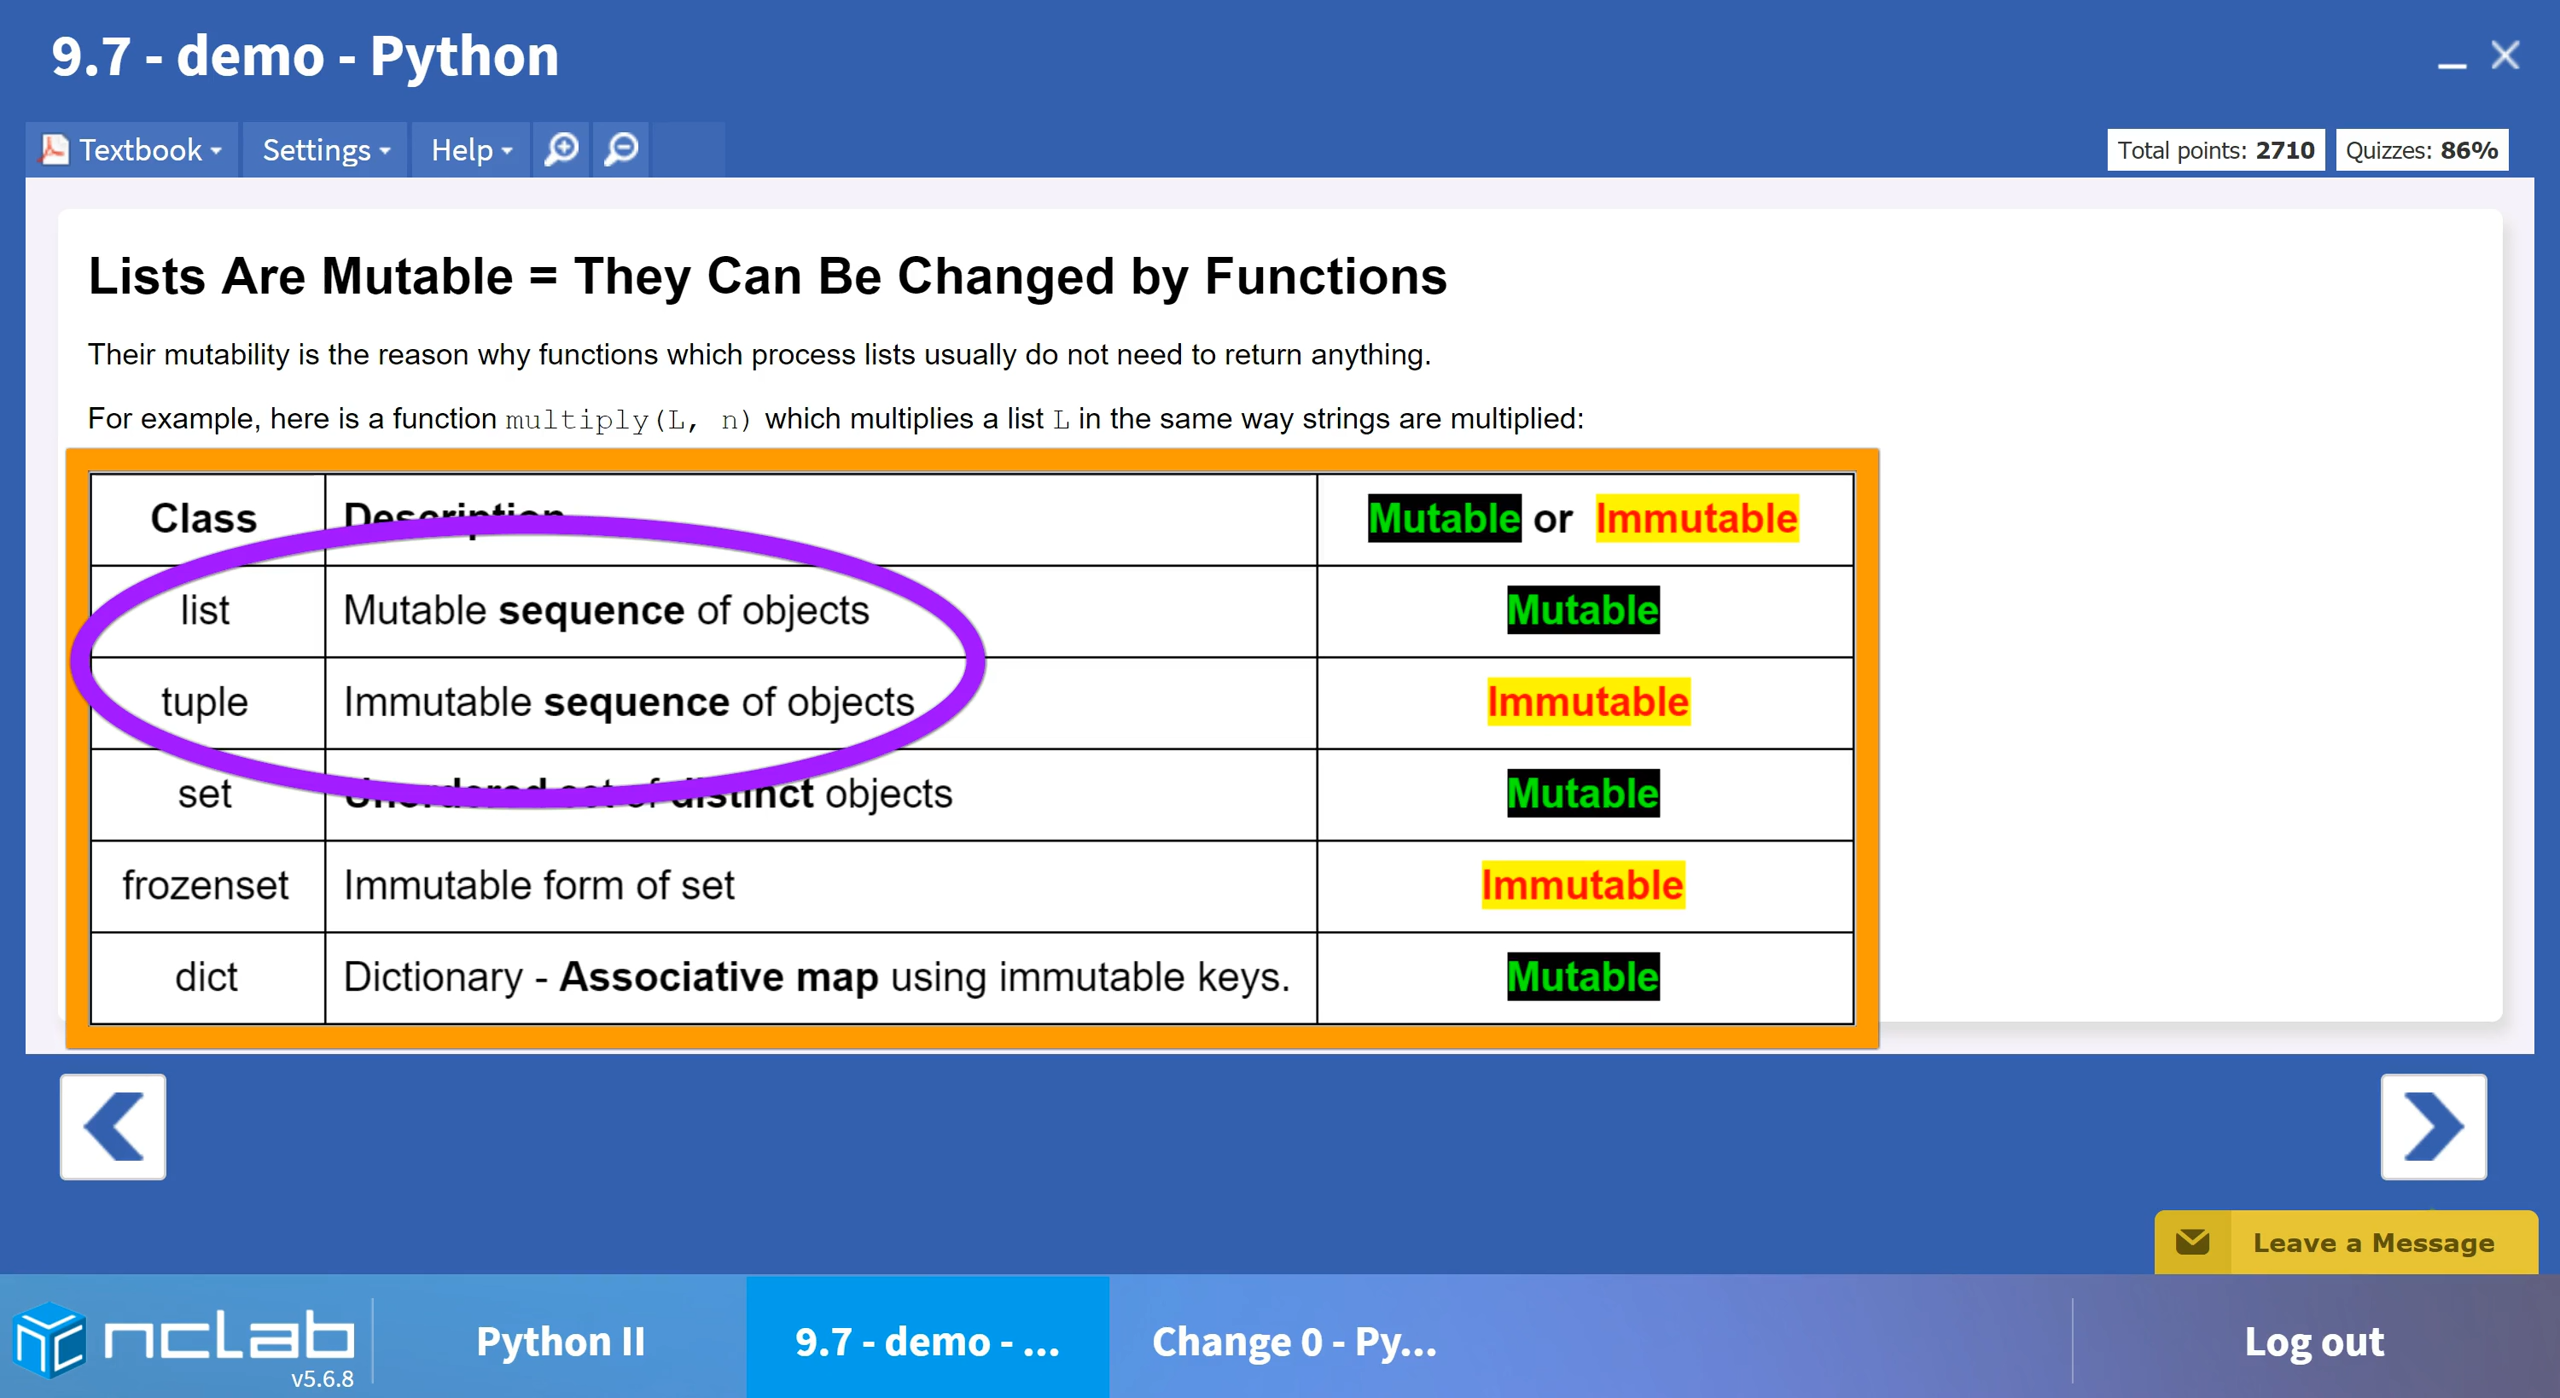 9.7 - demo - Python
Textbook Settings Help Total points: 2710 Quizzes: 86%
Lists Are Mutable = They Can Be Changed by Functions
Their mutability is the reason why functions which process lists usually do not need to return anything.
For example, here is a function multiply(L, n) which multiplies a list L in the same way strings are multiplied:
Class Description Mutable or Immutable
list Mutable sequence of objects Mutable
tuple Immutable sequence of objects Immutable
set Unordered set of distinct objects Mutable
frozenset Immutable form of set Immutable
dict Dictionary - Associative map using immutable keys. Mutable
Leave a Message
nclab v5.6.8 Python II 9.7 - demo - ... Change 0 - Py... Log out